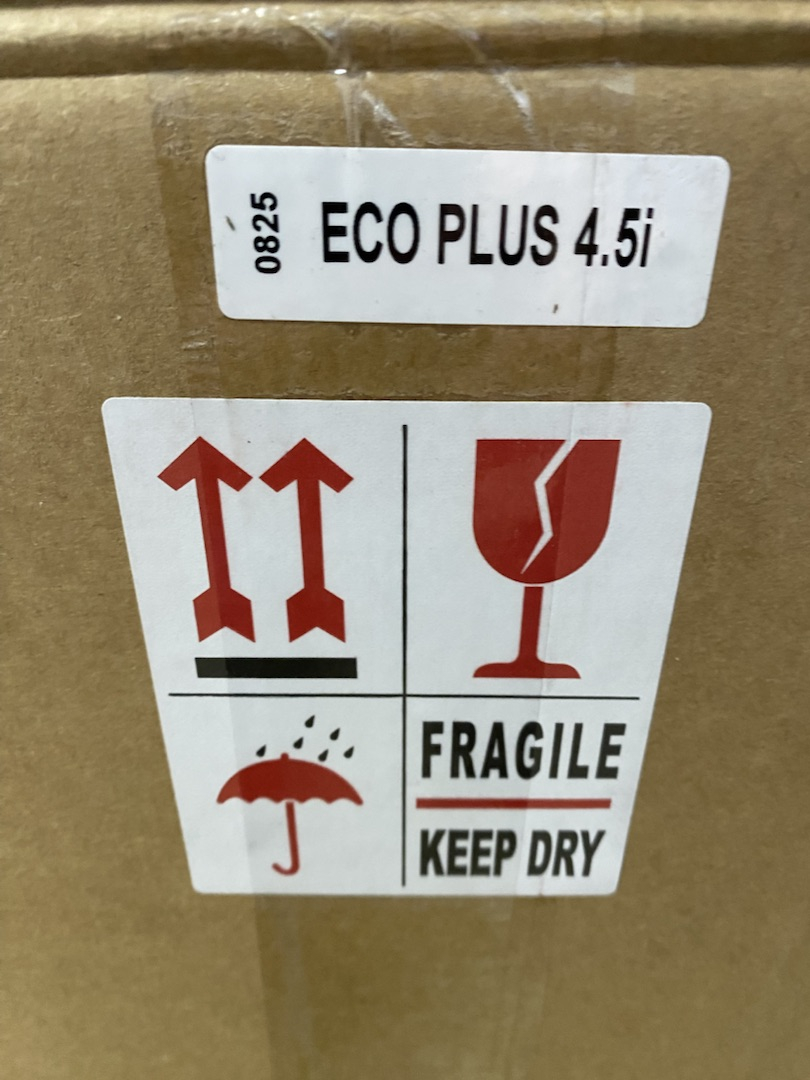 0825
ECO PLUS 4.5i
FRAGILE
KEEP DRY